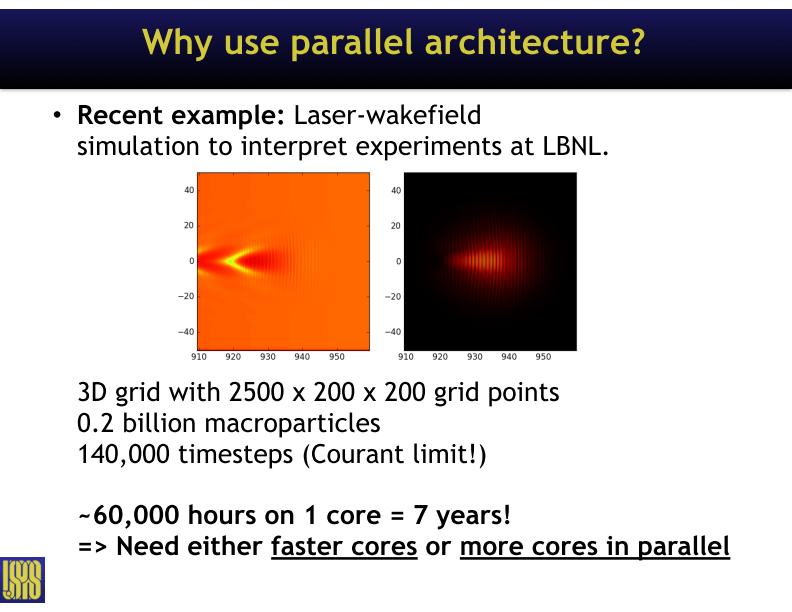 Why use parallel architecture?
• Recent example: Laser-wakefield
simulation to interpret experiments at LBNL.
40
20
0
−20
−40
910 920 930 940 950
40
20
0
−20
−40
910 920 930 940 950
3D grid with 2500 x 200 x 200 grid points
0.2 billion macroparticles
140,000 timesteps (Courant limit!)
~60,000 hours on 1 core = 7 years!
=> Need either faster cores or more cores in parallel